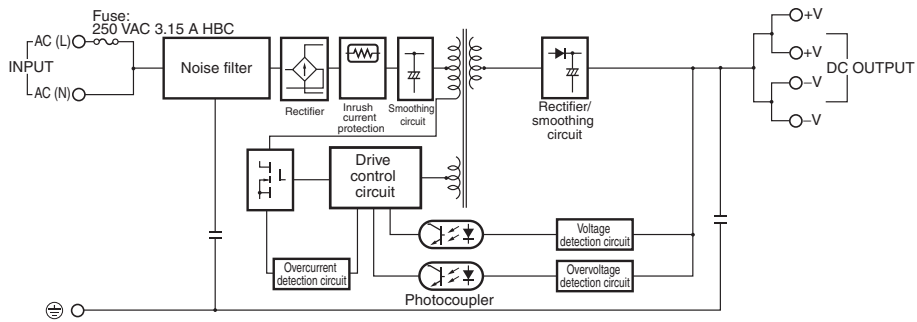 Fuse:
250 VAC 3.15 A HBC
AC (L)
INPUT
AC (N)
Noise filter
Rectifier
Inrush
current
protection
Smoothing
circuit
Rectifier/
smoothing
circuit
+V
+V
DC OUTPUT
−V
−V
Drive
control
circuit
Voltage
detection circuit
Overcurrent
detection circuit
Overvoltage
detection circuit
Photocoupler